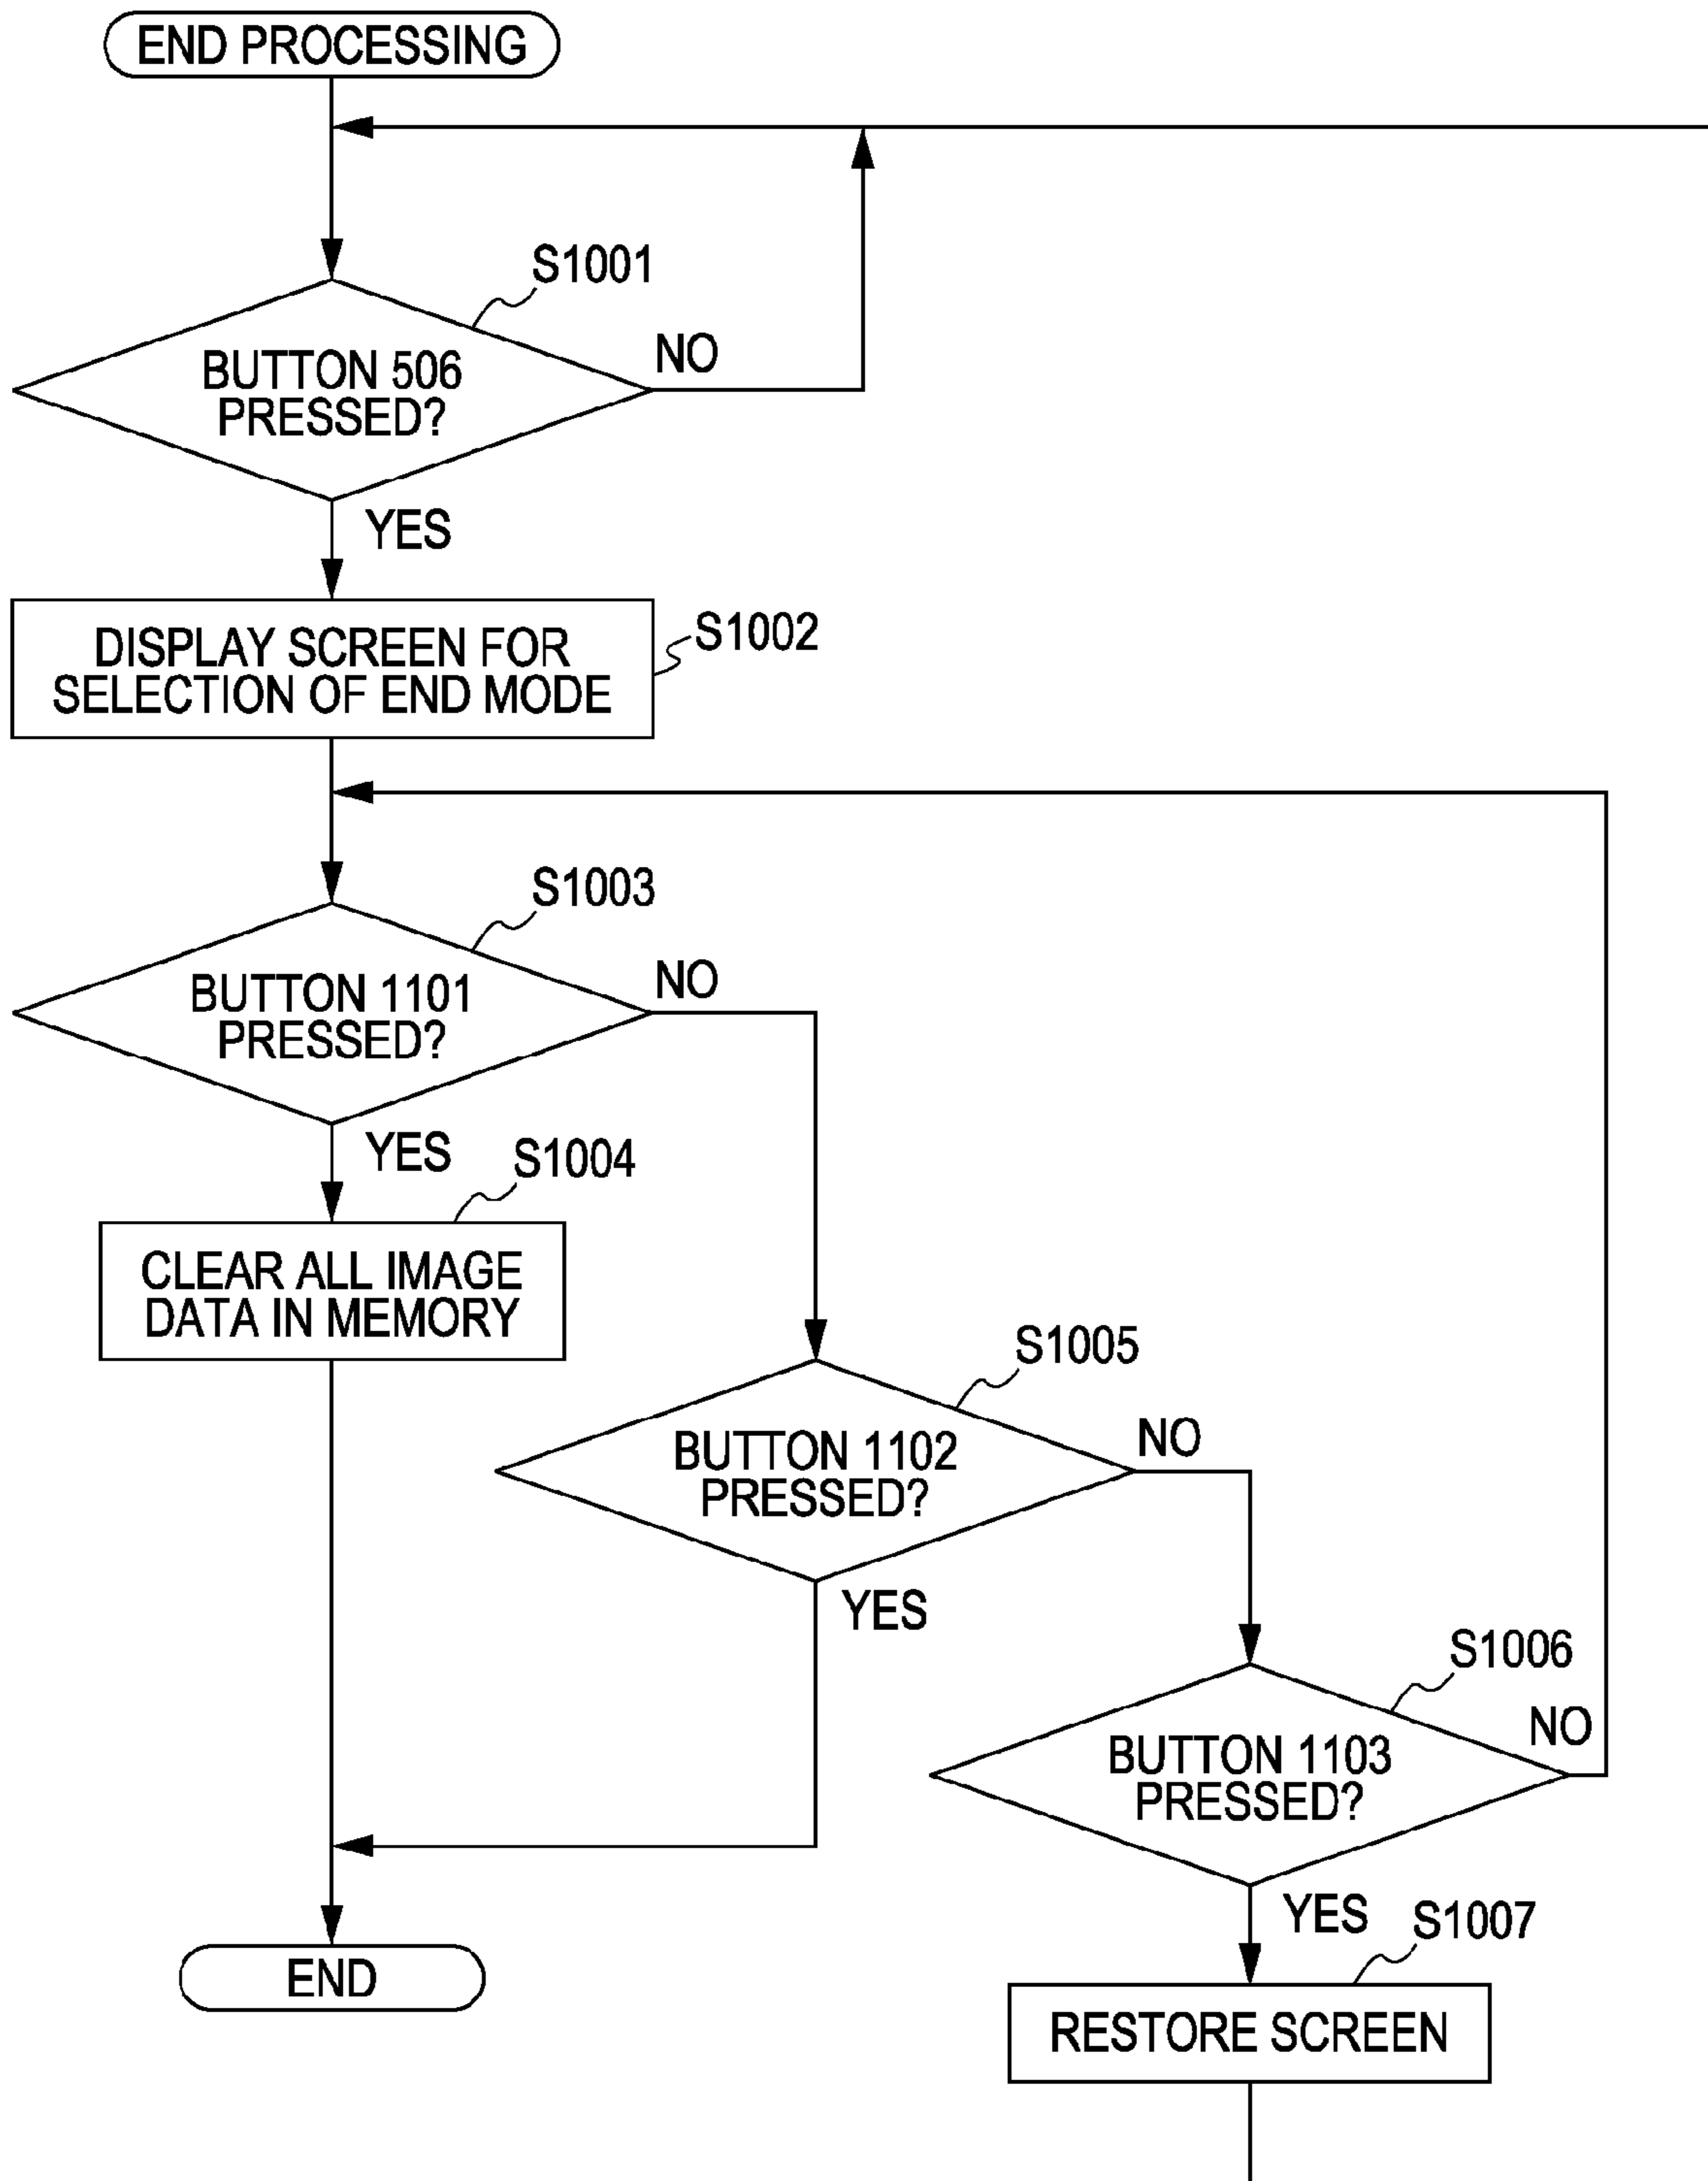 END PROCESSING
S1001
BUTTON 506
PRESSED?
NO
YES
S1002
DISPLAY SCREEN FOR
SELECTION OF END MODE
S1003
BUTTON 1101
PRESSED?
NO
YES
S1004
CLEAR ALL IMAGE
DATA IN MEMORY
S1005
BUTTON 1102
PRESSED?
NO
YES
S1006
BUTTON 1103
PRESSED?
NO
YES
S1007
END
RESTORE SCREEN